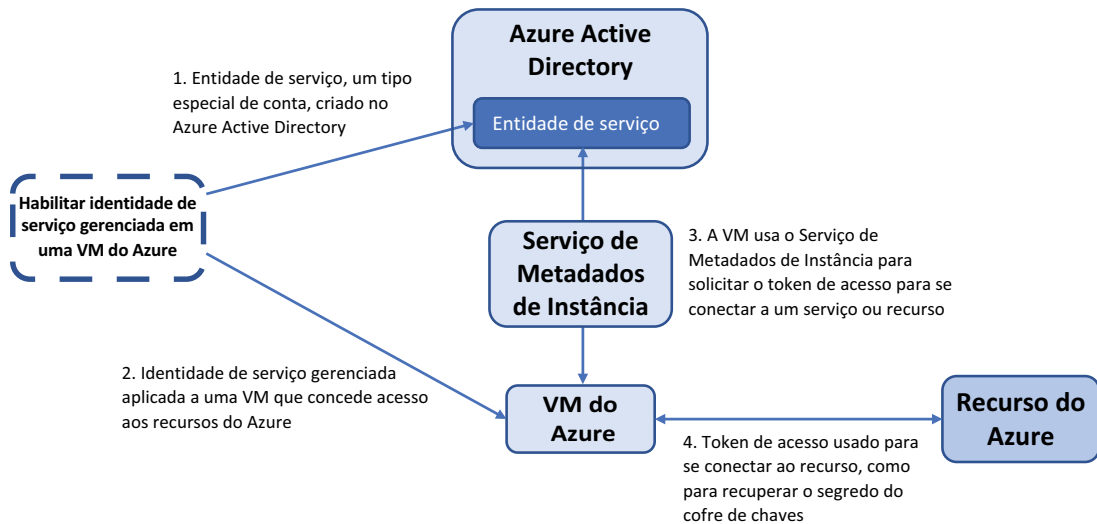 Azure Active
Directory
Entidade de serviço
1. Entidade de serviço, um tipo
especial de conta, criado no
Azure Active Directory
Habilitar identidade de
serviço gerenciada em
uma VM do Azure
Serviço de
Metadados
de Instância
3. A VM usa o Serviço de
Metadados de Instância para
solicitar o token de acesso para se
conectar a um serviço ou recurso
2. Identidade de serviço gerenciada
aplicada a uma VM que concede acesso
aos recursos do Azure
VM do
Azure
Recurso do
Azure
4. Token de acesso usado para
se conectar ao recurso, como
para recuperar o segredo do
cofre de chaves